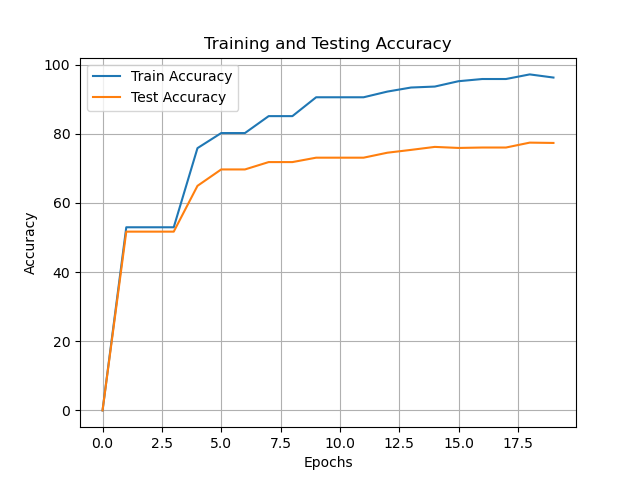 Training and Testing Accuracy
Train Accuracy
Test Accuracy
100
80
60
40
20
0
Accuracy
0.0 2.5 5.0 7.5 10.0 12.5 15.0 17.5
Epochs